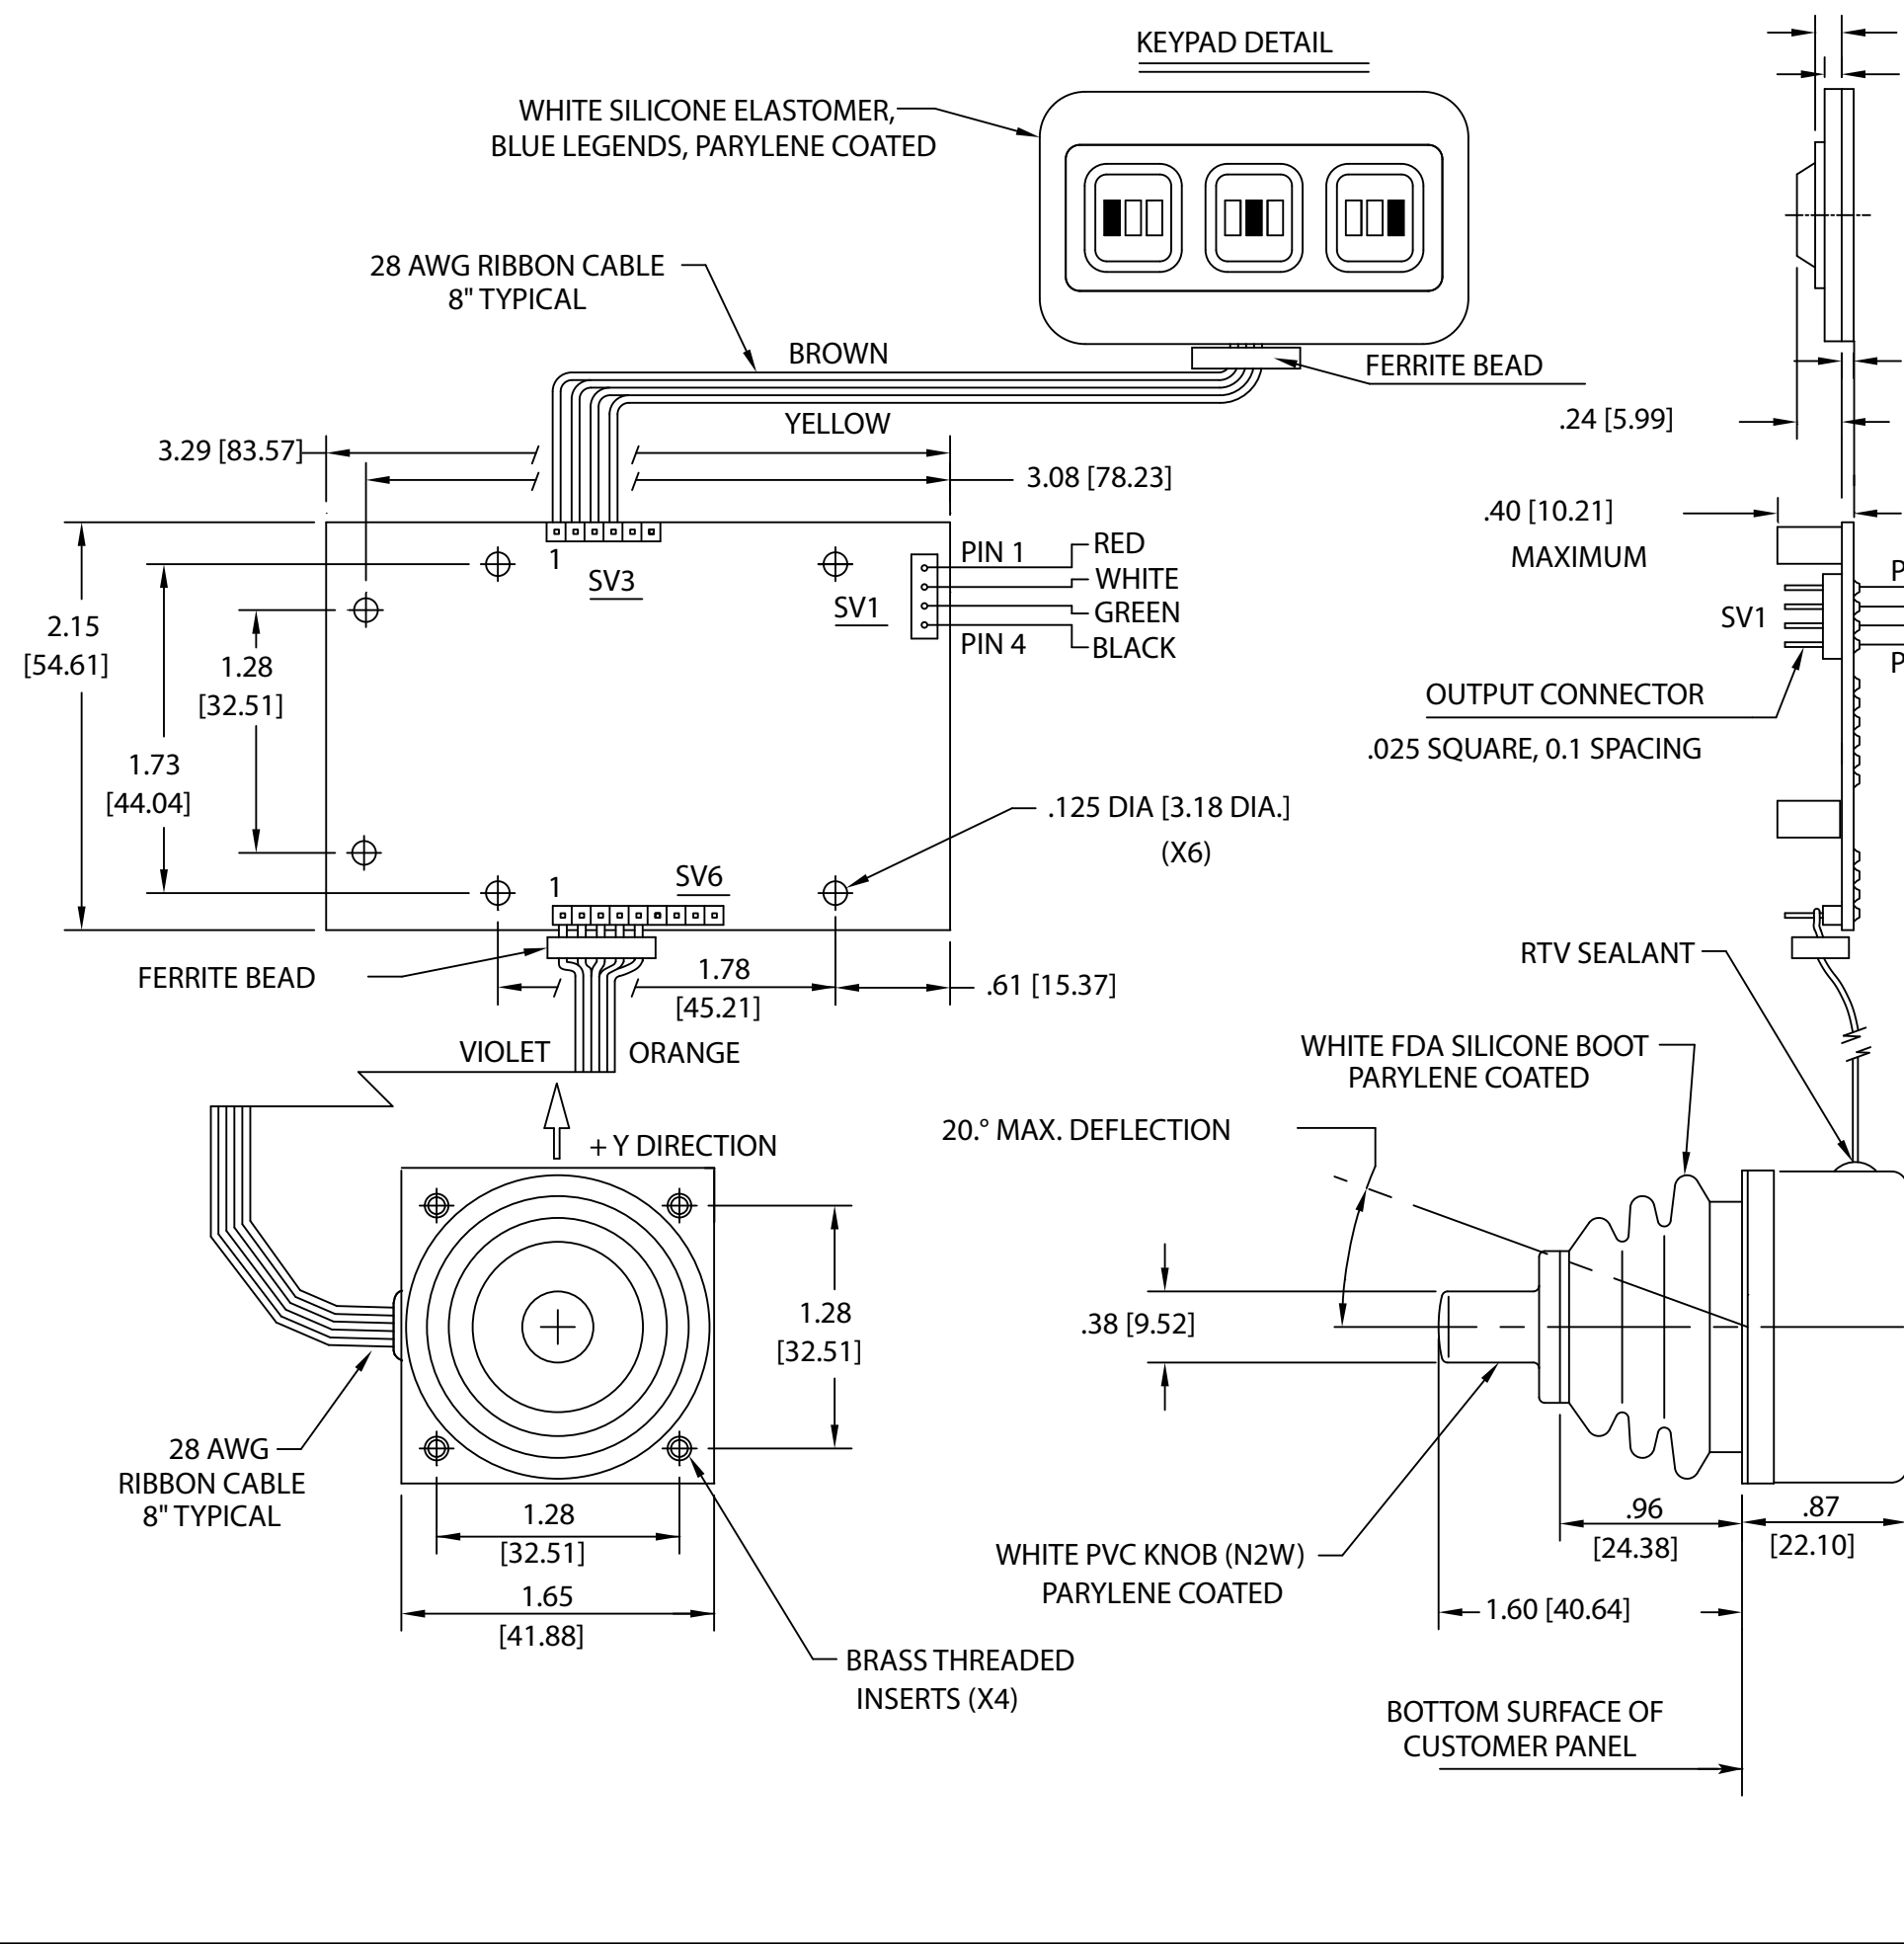 KEYPAD DETAIL
WHITE SILICONE ELASTOMER,
BLUE LEGENDS, PARYLENE COATED
28 AWG RIBBON CABLE
8" TYPICAL
BROWN
FERRITE BEAD
YELLOW
.24 [5.99]
3.29 [83.57]
3.08 [78.23]
.40 [10.21]
MAXIMUM
1
SV3
SV1
PIN 1
RED
WHITE
GREEN
PIN 4
BLACK
P
SV1
P
2.15
[54.61]
1.28
[32.51]
1.73
[44.04]
OUTPUT CONNECTOR
.025 SQUARE, 0.1 SPACING
.125 DIA [3.18 DIA.]
(X6)
1
SV6
FERRITE BEAD
1.78
[45.21]
.61 [15.37]
RTV SEALANT
VIOLET
ORANGE
WHITE FDA SILICONE BOOT
PARYLENE COATED
+ Y DIRECTION
20.° MAX. DEFLECTION
1.28
[32.51]
.38 [9.52]
28 AWG
RIBBON CABLE
8" TYPICAL
1.28
[32.51]
1.65
[41.88]
WHITE PVC KNOB (N2W)
PARYLENE COATED
.96
[24.38]
.87
[22.10]
1.60 [40.64]
BRASS THREADED
INSERTS (X4)
BOTTOM SURFACE OF
CUSTOMER PANEL